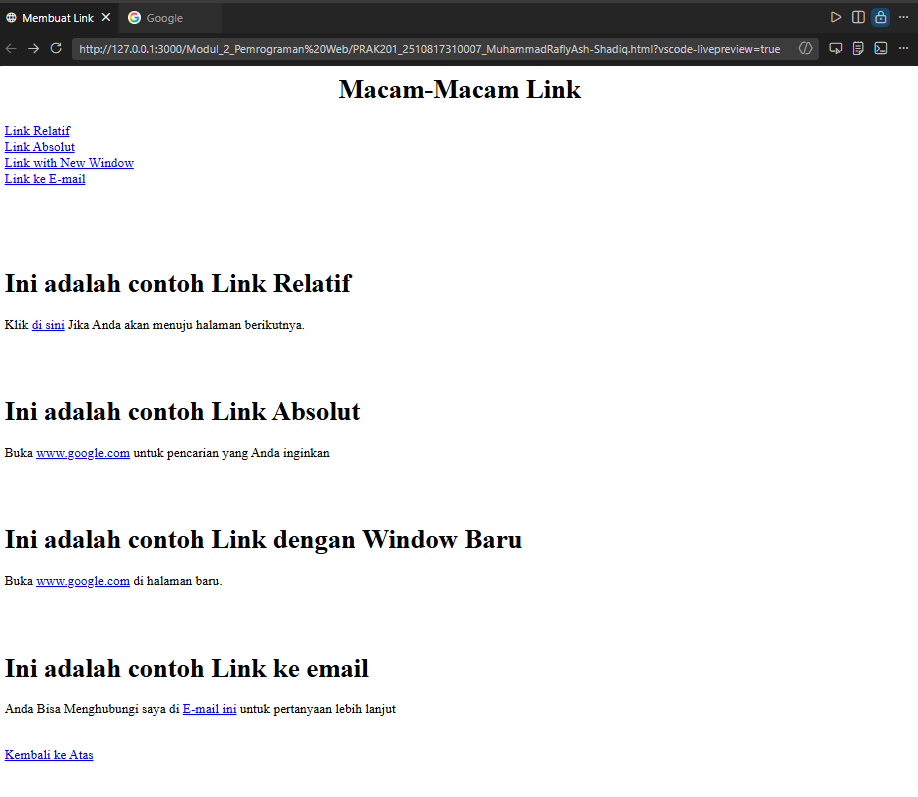 Membuat Link
Google
http://127.0.0.1:3000/Modul_2_Pemrograman%20Web/PRAK201_2510817310007_MuhammadRaflyAsh-Shadiq.html?vscode-livepreview=true
Macam-Macam Link
Link Relatif
Link Absolut
Link with New Window
Link ke E-mail
Ini adalah contoh Link Relatif
Klik di sini Jika Anda akan menuju halaman berikutnya.
Ini adalah contoh Link Absolut
Buka www.google.com untuk pencarian yang Anda inginkan
Ini adalah contoh Link dengan Window Baru
Buka www.google.com di halaman baru.
Ini adalah contoh Link ke email
Anda Bisa Menghubungi saya di E-mail ini untuk pertanyaan lebih lanjut
Kembali ke Atas